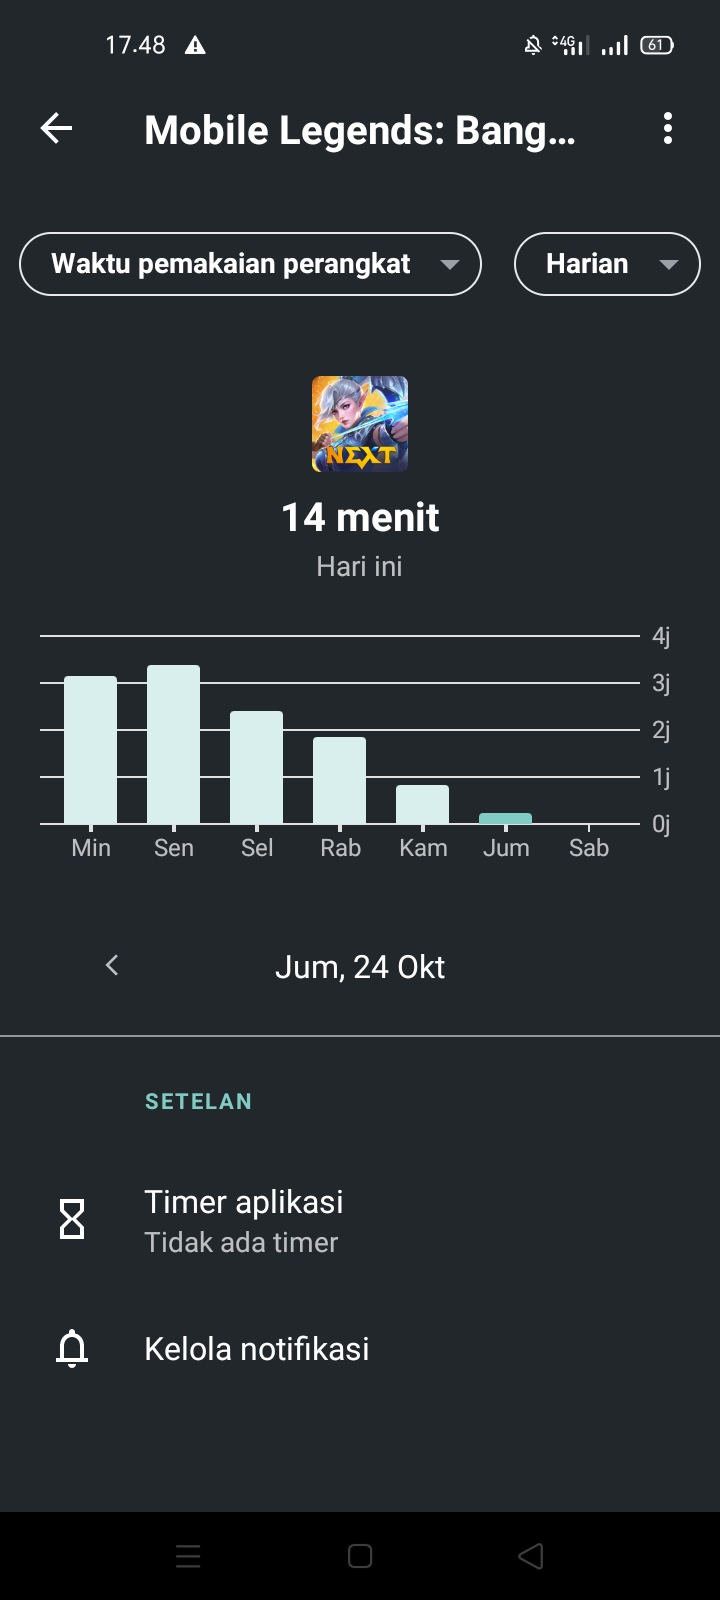 17.48
4G
61
Mobile Legends: Bang...
Waktu pemakaian perangkat
Harian
NEXT
14 menit
Hari ini
4j
3j
2j
1j
0j
Min Sen Sel Rab Kam Jum Sab
Jum, 24 Okt
SETELAN
Timer aplikasi
Tidak ada timer
Kelola notifikasi